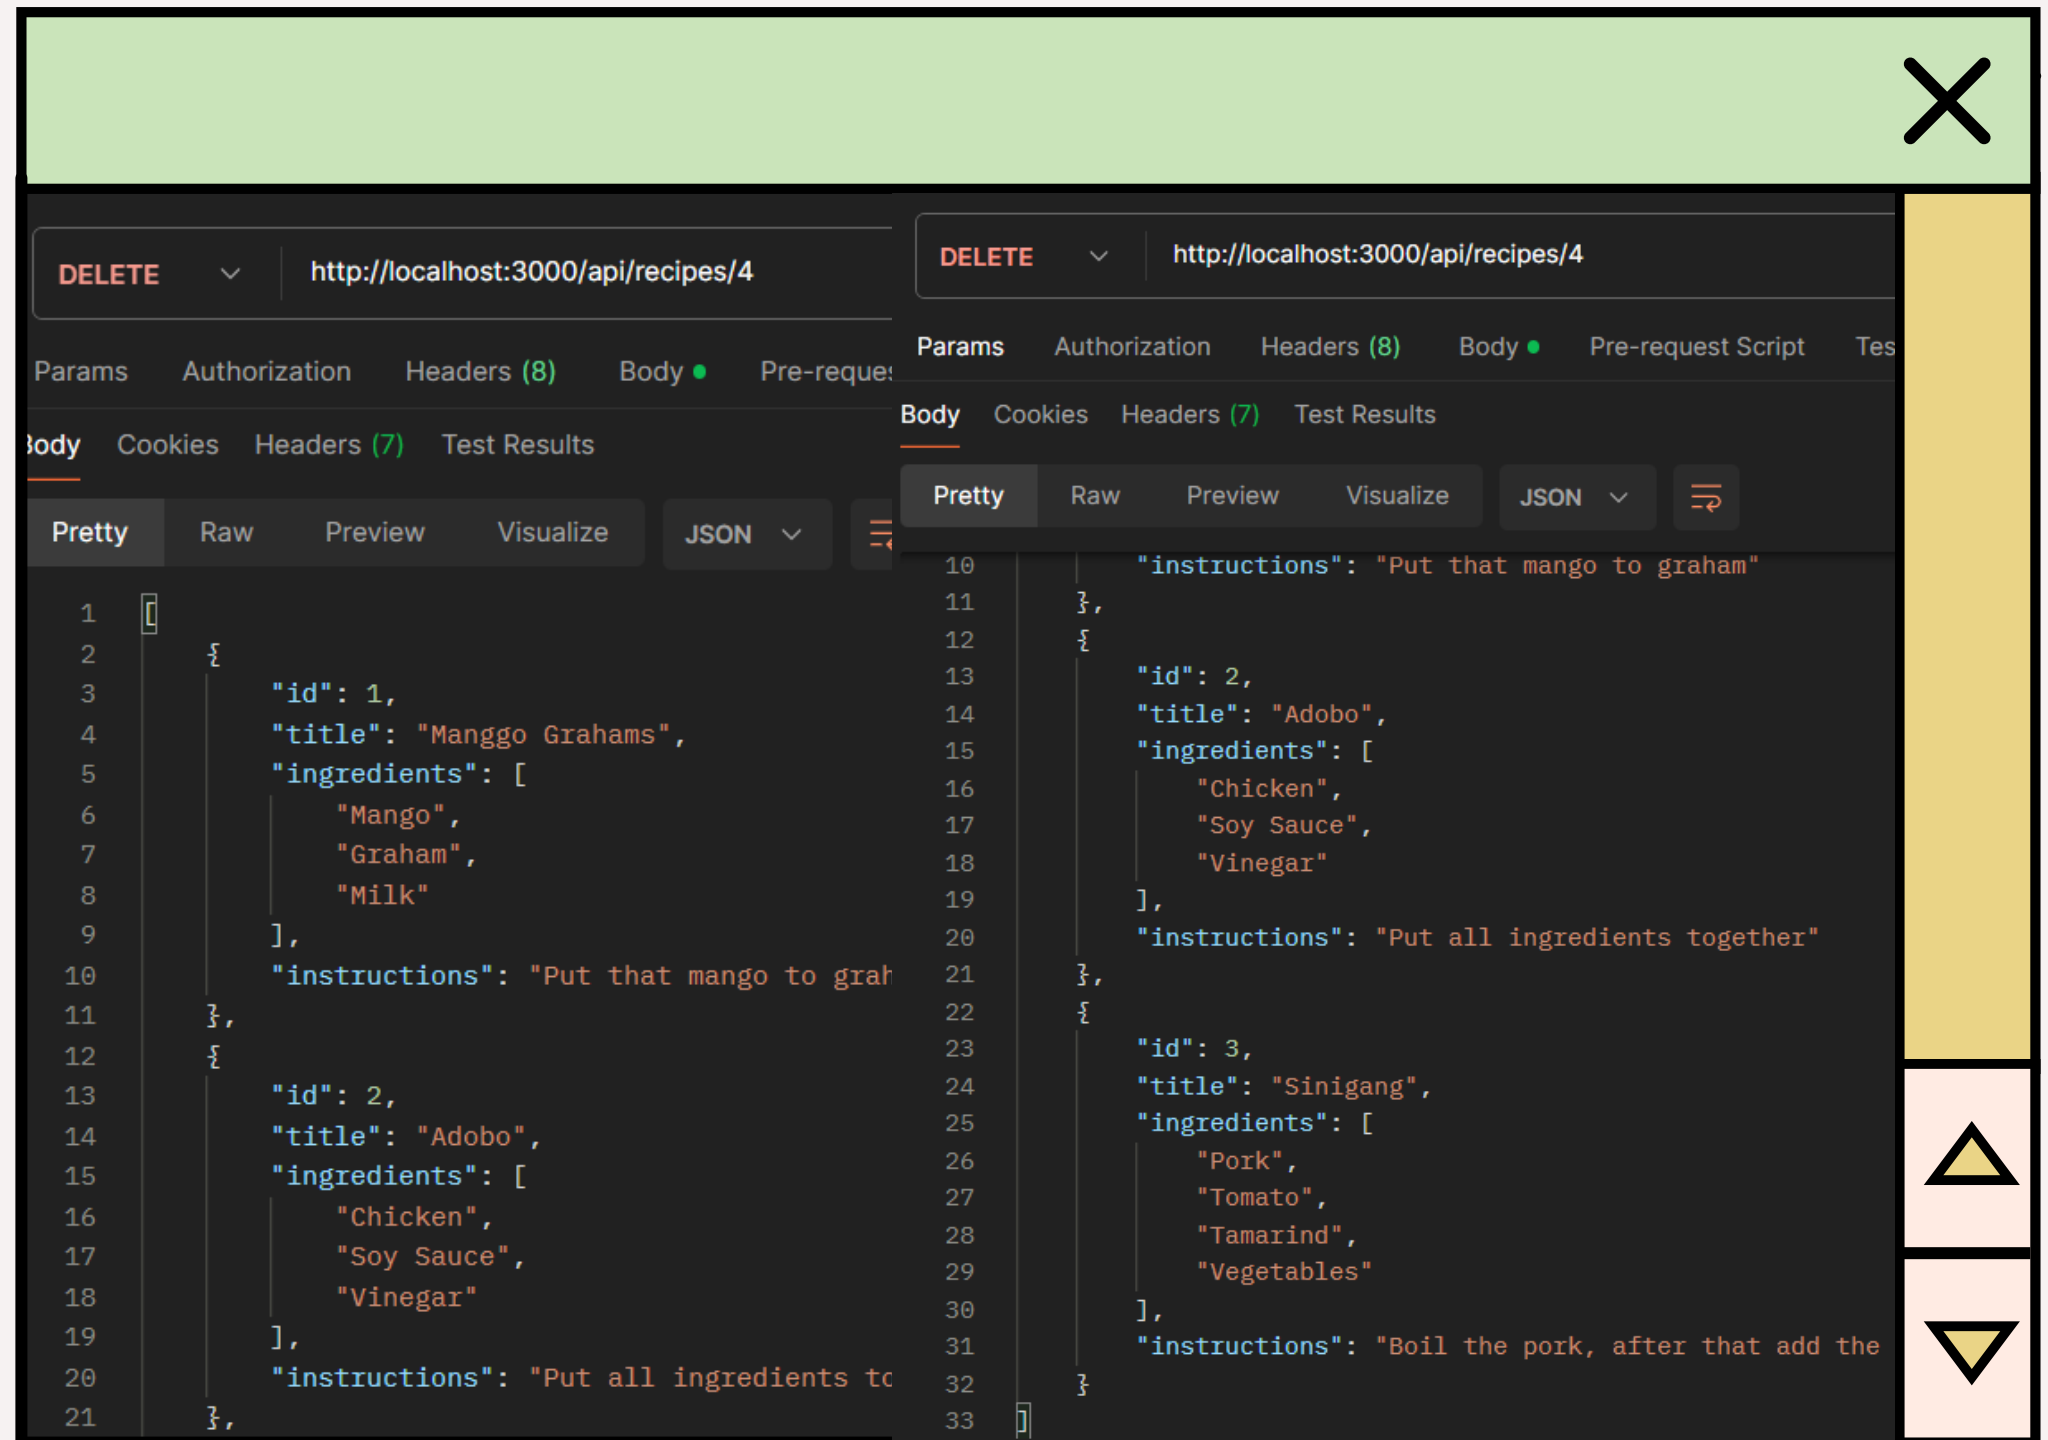 DELETE http://localhost:3000/api/recipes/4
Params Authorization Headers (8) Body Pre-reques
Body Cookies Headers (7) Test Results
Pretty Raw Preview Visualize JSON
1 [
2 {
3 "id": 1,
4 "title": "Manggo Grahams",
5 "ingredients": [
6 "Mango",
7 "Graham",
8 "Milk"
9 ],
10 "instructions": "Put that mango to grah
11 },
12 {
13 "id": 2,
14 "title": "Adobo",
15 "ingredients": [
16 "Chicken",
17 "Soy Sauce",
18 "Vinegar"
19 ],
20 "instructions": "Put all ingredients to
21 },
DELETE http://localhost:3000/api/recipes/4
Params Authorization Headers (8) Body Pre-request Script Tes
Body Cookies Headers (7) Test Results
Pretty Raw Preview Visualize JSON
10 "instructions": "Put that mango to graham"
11 },
12 {
13 "id": 2,
14 "title": "Adobo",
15 "ingredients": [
16 "Chicken",
17 "Soy Sauce",
18 "Vinegar"
19 ],
20 "instructions": "Put all ingredients together"
21 },
22 {
23 "id": 3,
24 "title": "Sinigang",
25 "ingredients": [
26 "Pork",
27 "Tomato",
28 "Tamarind",
29 "Vegetables"
30 ],
31 "instructions": "Boil the pork, after that add the
32 }
33 ]